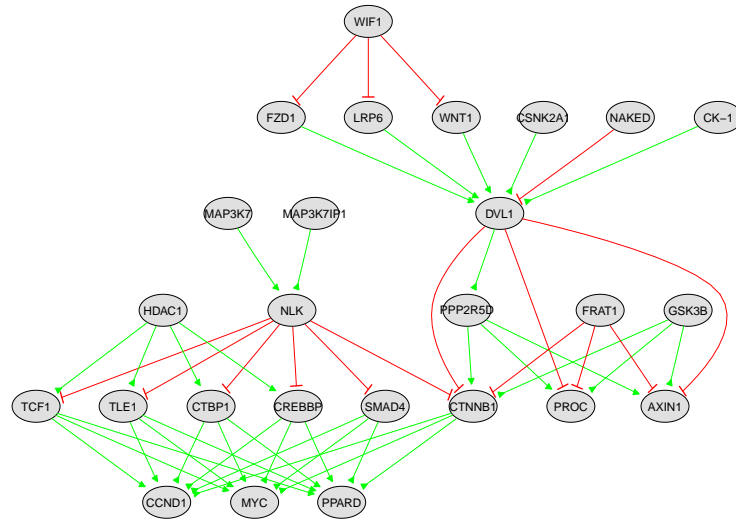 WIF1
FZD1 LRP6 WNT1 CSNK2A1 NAKED CK-1
MAP3K7 MAP3K7IP1 DVL1
HDAC1 NLK PPP2R5D FRAT1 GSK3B
TCF1 TLE1 CTBP1 CREBBP SMAD4 CTNNB1 PROC AXIN1
CCND1 MYC PPARD